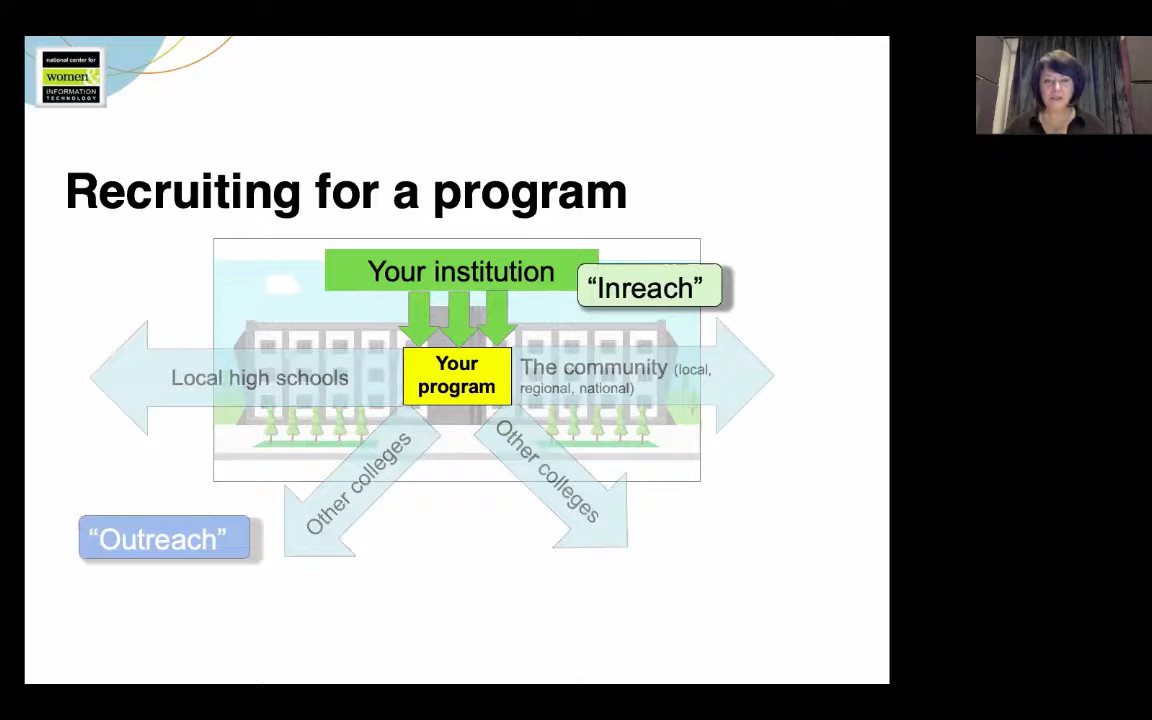 national center for
women&
INFORMATION
TECHNOLOGY
Recruiting for a program
Your institution
“Inreach”
Local high schools
Your
program
The community (local,
regional, national)
Other colleges
Other colleges
“Outreach”